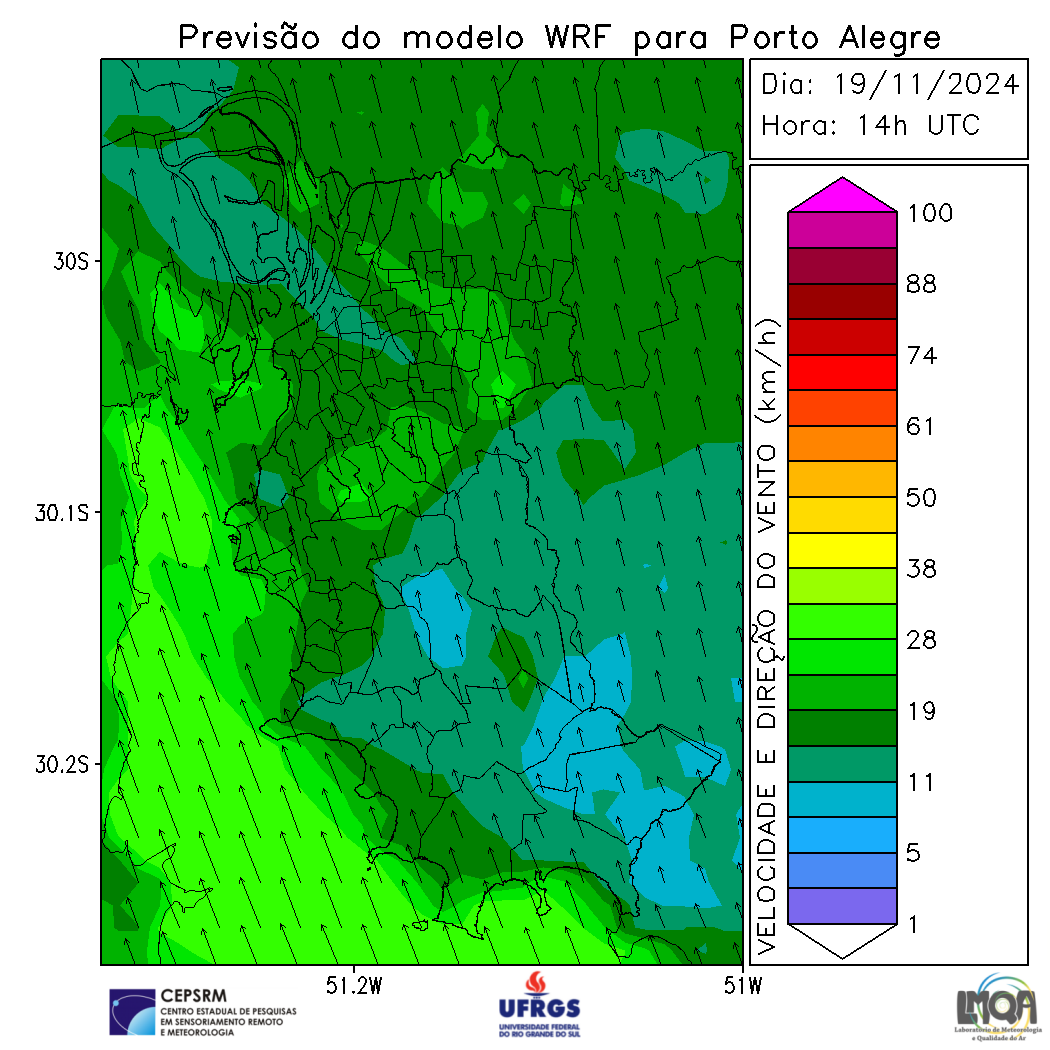 Previsão do modelo WRF para Porto Alegre
Dia: 19/11/2024
Hora: 14h UTC
30S
30.1S
30.2S
51.2W
51W
VELOCIDADE E DIREÇÃO DO VENTO (km/h)
100
88
74
61
50
38
28
19
11
5
1
CEPSRM
CENTRO ESTADUAL DE PESQUISAS
EM SENSORIAMENTO REMOTO
E METEOROLOGIA
UFRGS
UNIVERSIDADE FEDERAL
DO RIO GRANDE DO SUL
LMQA
Laboratório de Meteorologia
e Qualidade do Ar